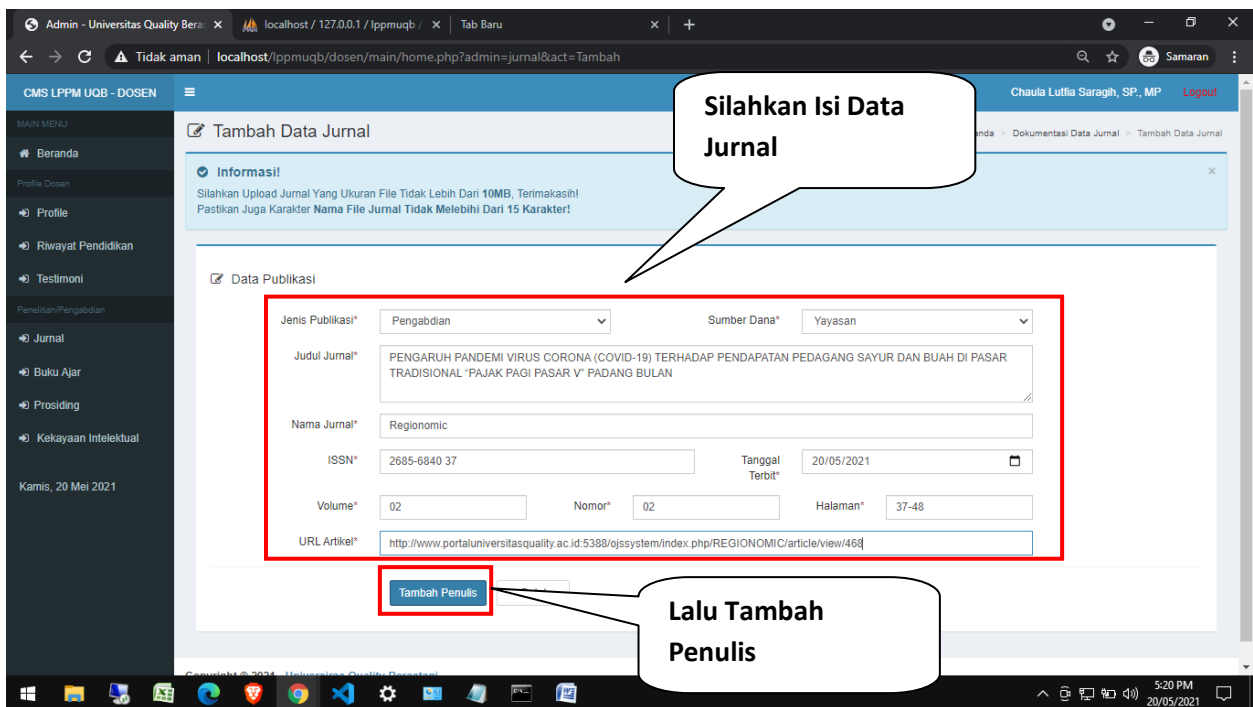 Admin - Universitas Quality Beras
localhost / 127.0.0.1 / lppmuqb /
Tab Baru
Tidak aman | localhost/lppmuqb/dosen/main/home.php?admin=jurnal&act=Tambah
Samaran
CMS LPPM UQB - DOSEN
Chaula Lutfia Saragih, SP., MP
Logout
MAIN MENU
Beranda
Profile Dosen
Profile
Riwayat Pendidikan
Testimoni
Penelitian/Pengabdian
Jurnal
Buku Ajar
Prosiding
Kekayaan Intelektual
Kamis, 20 Mei 2021
Tambah Data Jurnal
> Dokumentasi Data Jurnal > Tambah Data Jurnal
Silahkan Isi Data
Jurnal
Informasi!
Silahkan Upload Jurnal Yang Ukuran File Tidak Lebih Dari 10MB, Terimakasih!
Pastikan Juga Karakter Nama File Jurnal Tidak Melebihi Dari 15 Karakter!
Data Publikasi
Jenis Publikasi* Pengabdian Sumber Dana* Yayasan
Judul Jurnal* PENGARUH PANDEMI VIRUS CORONA (COVID-19) TERHADAP PENDAPATAN PEDAGANG SAYUR DAN BUAH DI PASAR
TRADISIONAL “PAJAK PAGI PASAR V” PADANG BULAN
Nama Jurnal* Regionomic
ISSN* 2685-6840 37 Tanggal
Terbit* 20/05/2021
Volume* 02 Nomor* 02 Halaman* 37-48
URL Artikel* http://www.portaluniversitasquality.ac.id:5388/ojssystem/index.php/REGIONOMIC/article/view/468
Tambah Penulis
Lalu Tambah
Penulis
5:20 PM
20/05/2021